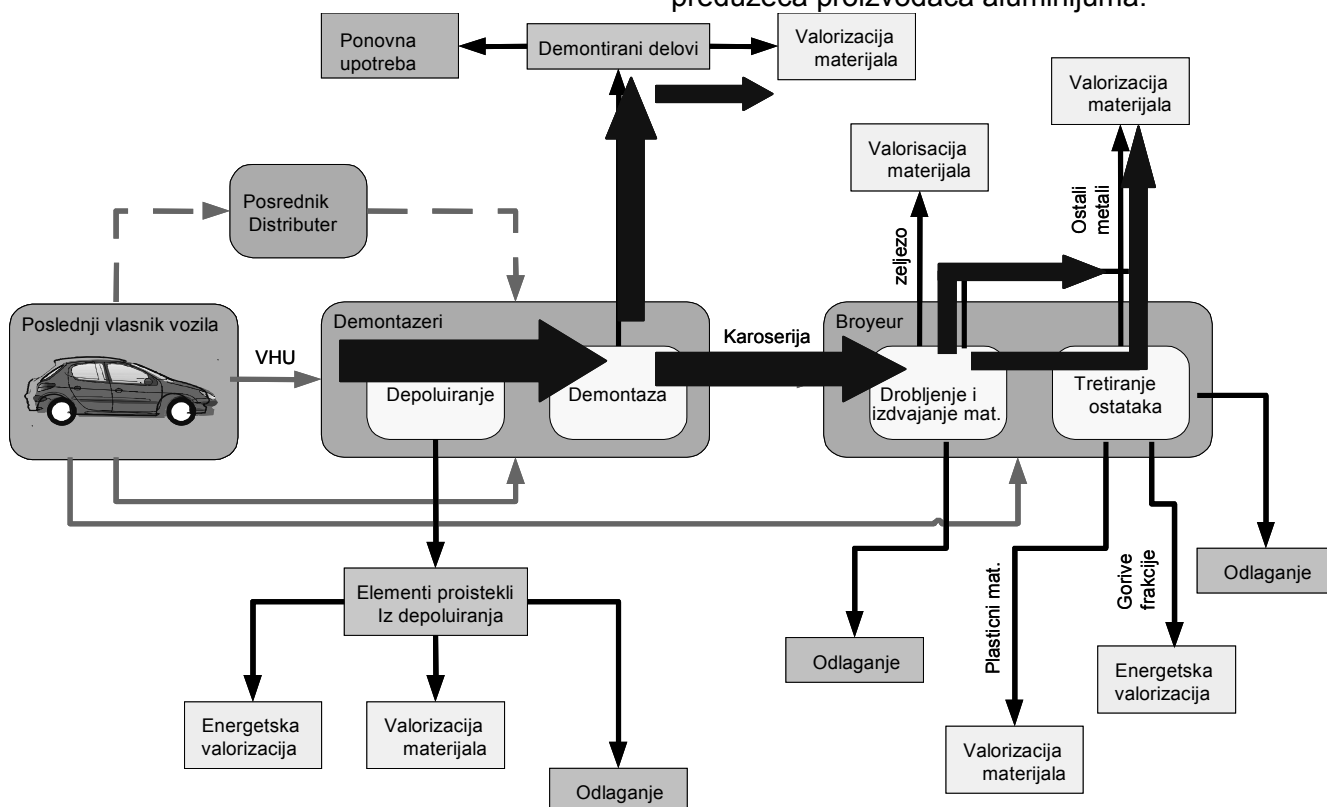 preduzeća proizvođača aluminijuma.
Ponovna
upotreba
Demontirani delovi
Valorizacija
materijala
Valorizacija
materijala
Valorisacija
materijala
Posrednik
Distributer
zeljezo
Ostali
metali
Poslednji vlasnik vozila
Demontazeri
Broyeur
VHU
Karoserija
Depoluiranje
Demontaza
Drobljenje i
izdvajanje mat.
Tretiranje
ostataka
Elementi proistekli
Iz depoluiranja
Plasticni mat.
Gorive
frakcije
Odlaganje
Odlaganje
Energetska
valorizacija
Energetska
valorizacija
Valorizacija
materijala
Valorizacija
materijala
Odlaganje